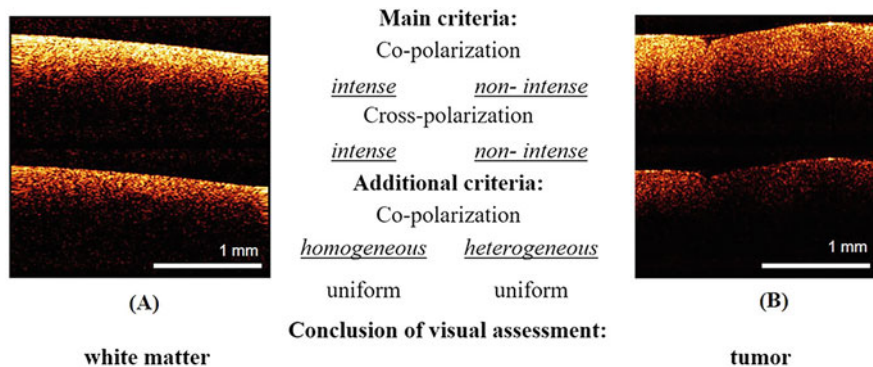 Main criteria:
Co-polarization
intense non- intense
Cross-polarization
intense non- intense
Additional criteria:
Co-polarization
homogeneous heterogeneous
uniform uniform
Conclusion of visual assessment:
1 mm
(A)
white matter
1 mm
(B)
tumor